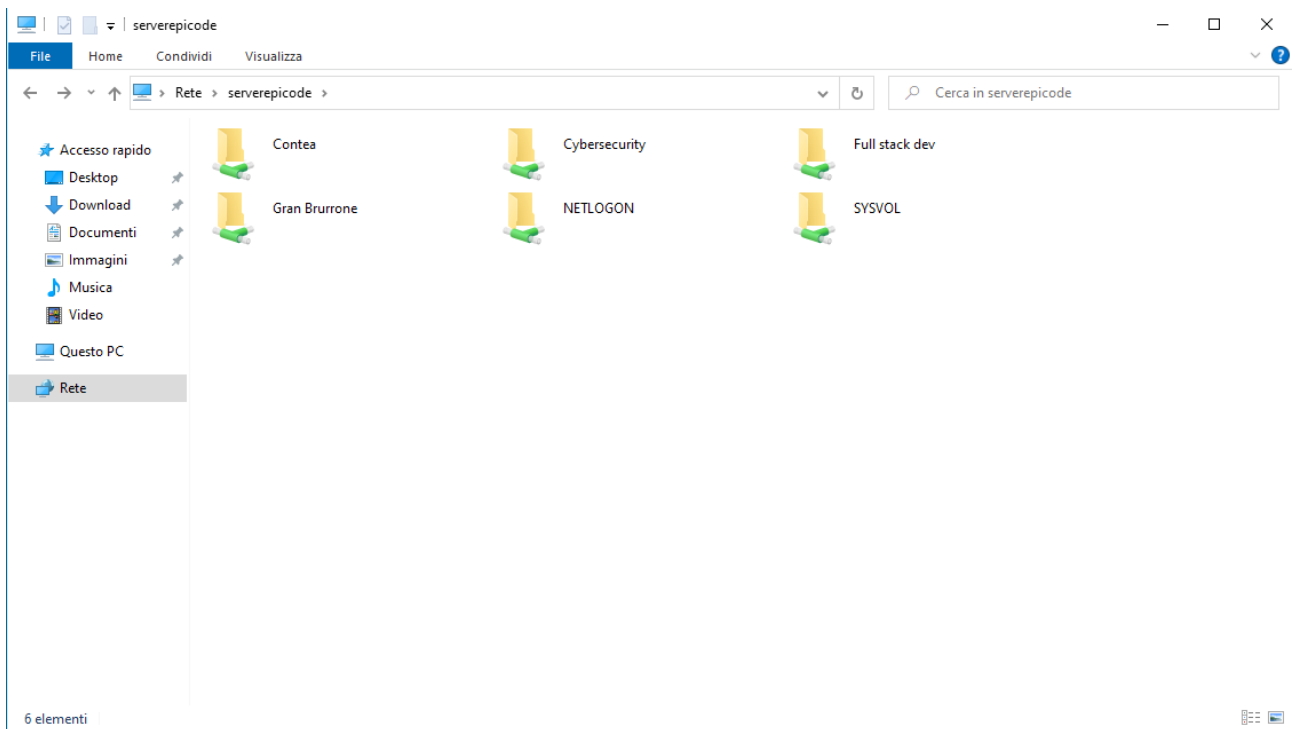 serverepicode
File Home Condividi Visualizza
Rete serverepicode Cerca in serverepicode
Accesso rapido
Desktop
Download
Documenti
Immagini
Musica
Video
Questo PC
Rete
Contea Cybersecurity Full stack dev
Gran Brurrone NETLOGON SYSVOL
6 elementi